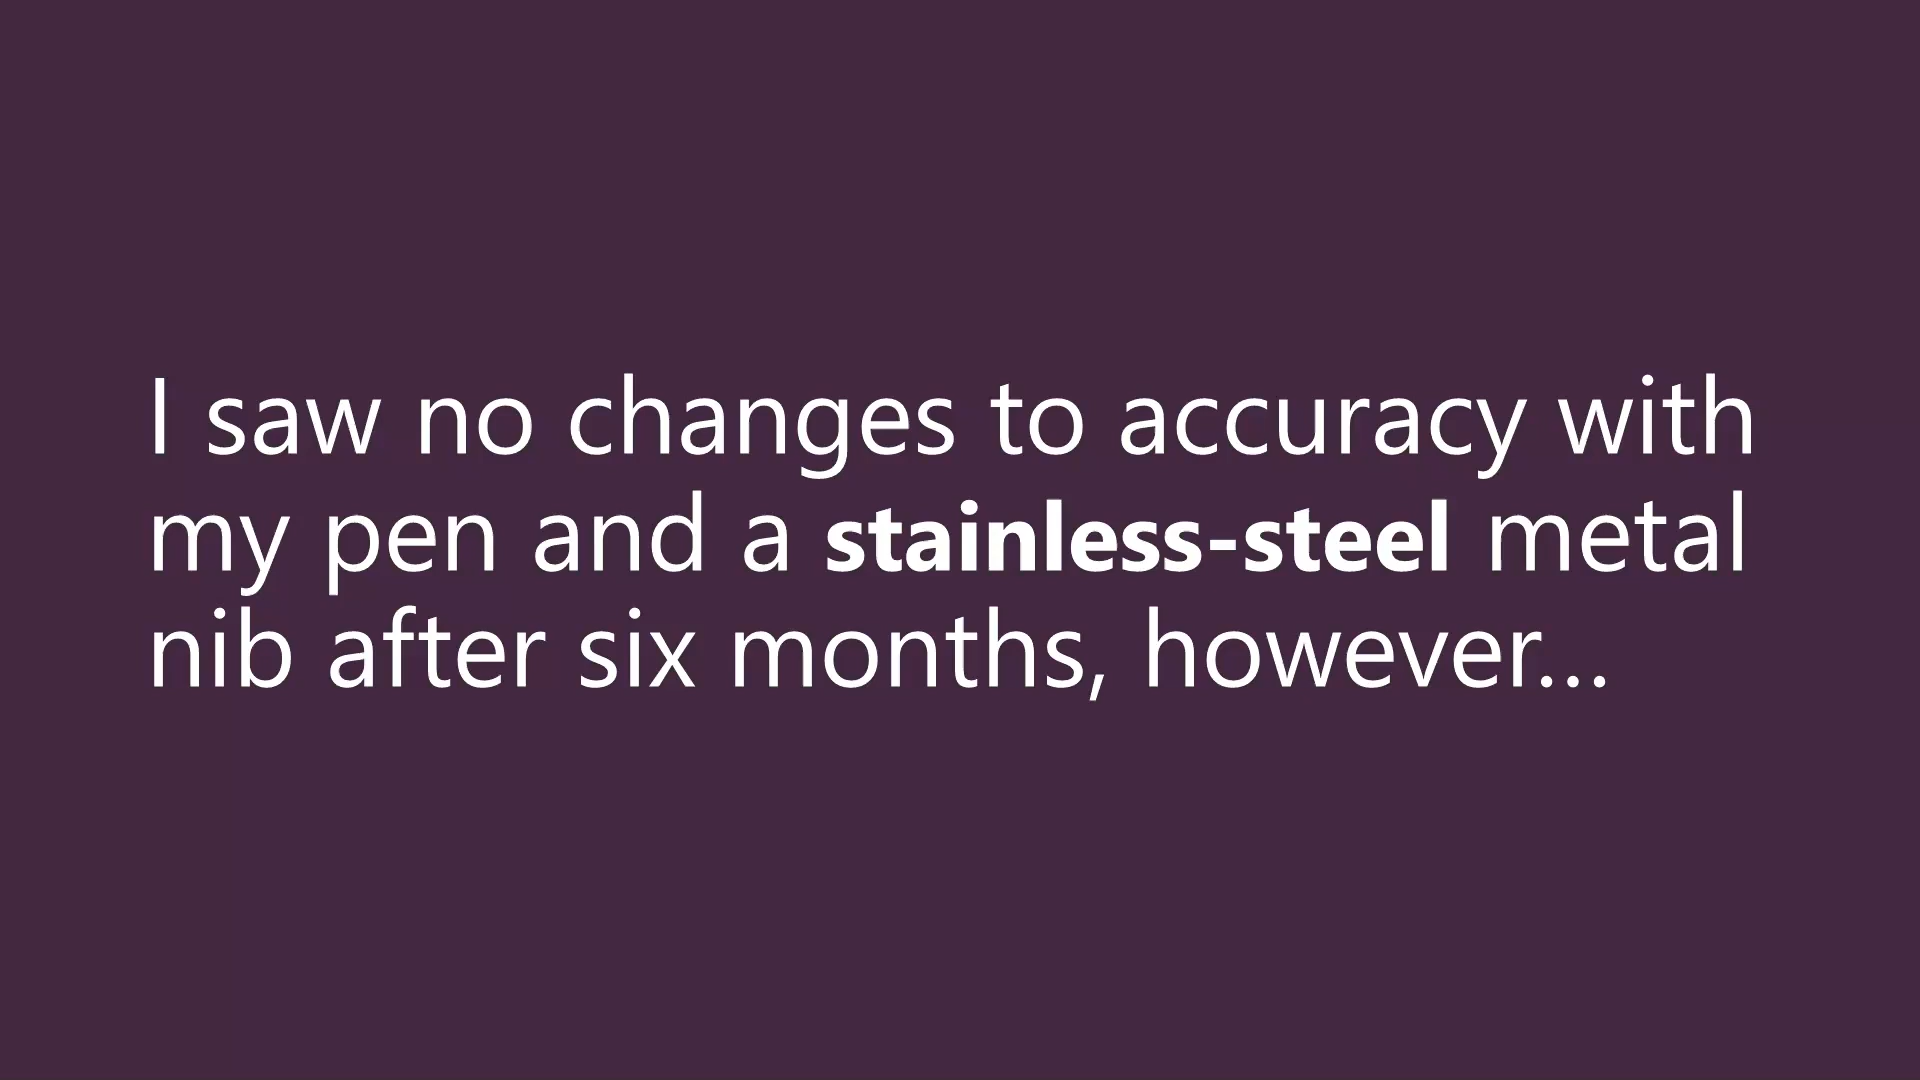 I saw no changes to accuracy with
my pen and a stainless-steel metal
nib after six months, however...